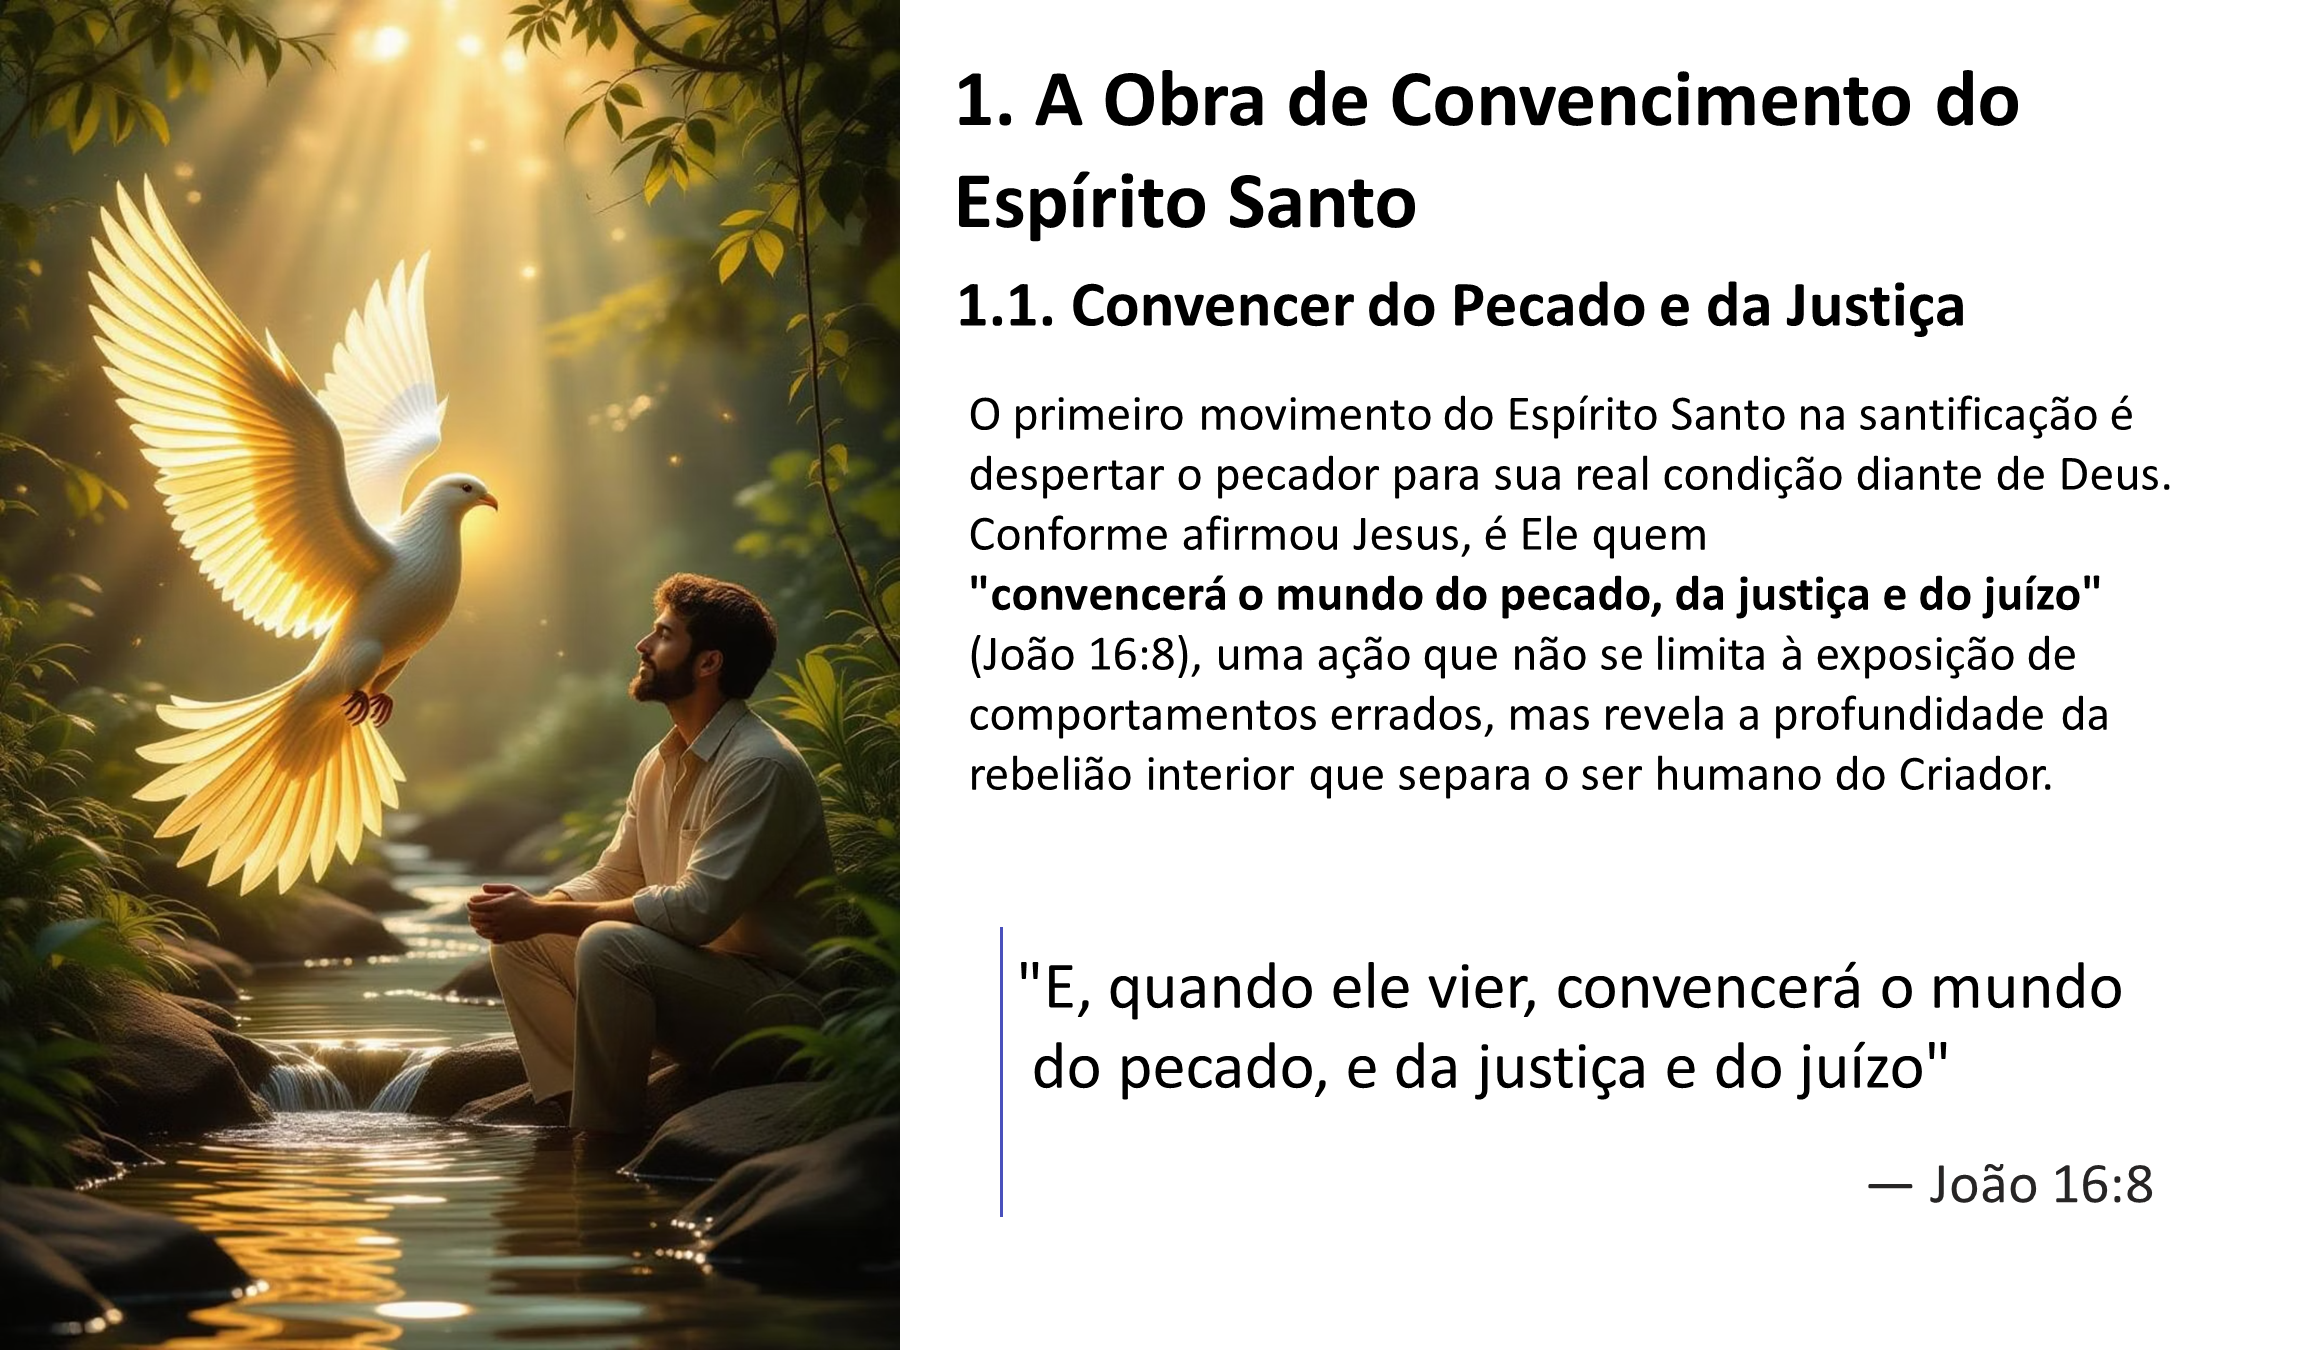 1. A Obra de Convencimento do
Espírito Santo
1.1. Convencer do Pecado e da Justiça
O primeiro movimento do Espírito Santo na santificação é
despertar o pecador para sua real condição diante de Deus.
Conforme afirmou Jesus, é Ele quem
"convencerá o mundo do pecado, da justiça e do juízo"
(João 16:8), uma ação que não se limita à exposição de
comportamentos errados, mas revela a profundidade da
rebelião interior que separa o ser humano do Criador.
"E, quando ele vier, convencerá o mundo
do pecado, e da justiça e do juízo"
— João 16:8